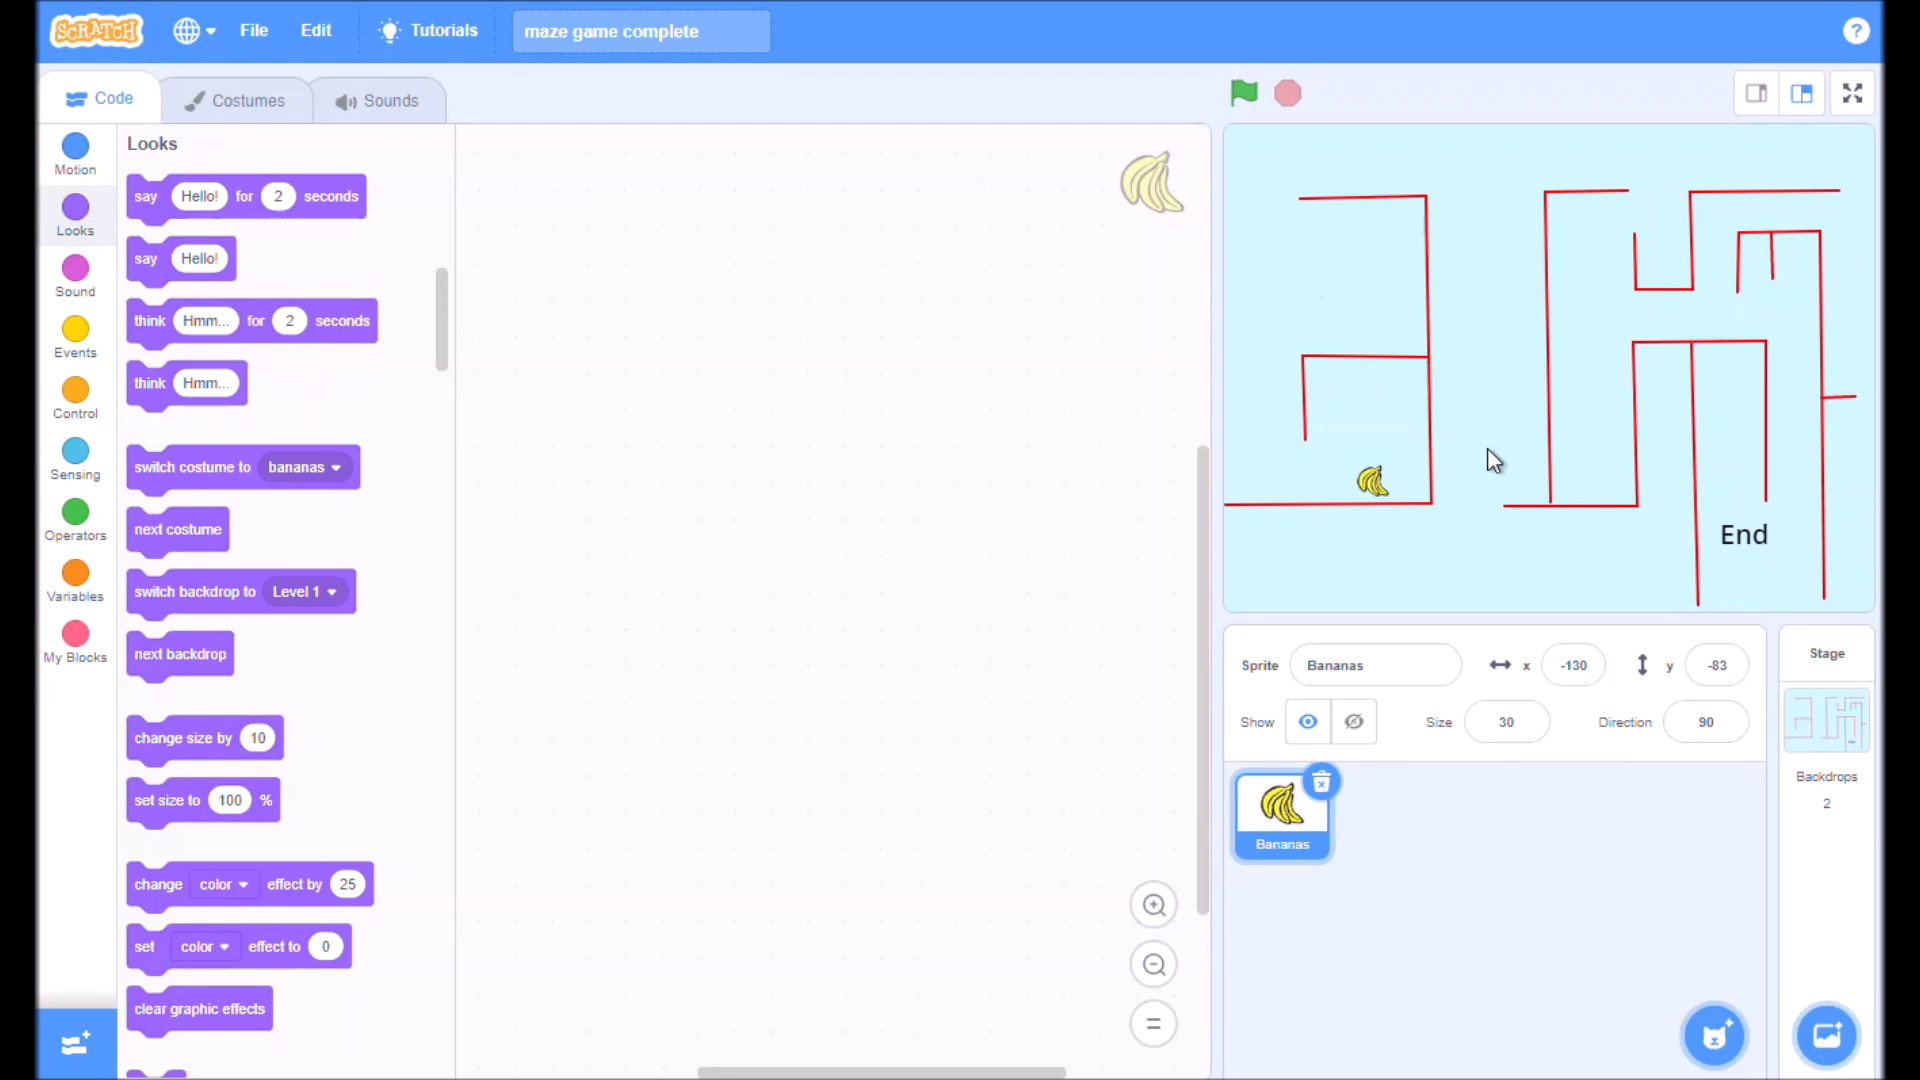 SCRATCH File Edit Tutorials maze game complete ?
Code Costumes Sounds
Motion
Looks
Sound
Events
Control
Sensing
Operators
Variables
My Blocks
Looks
say Hello! for 2 seconds
say Hello!
think Hmm... for 2 seconds
think Hmm...
switch costume to bananas
next costume
switch backdrop to Level 1
next backdrop
change size by 10
set size to 100 %
change color effect by 25
set color effect to 0
clear graphic effects
End
Sprite Bananas x -130 y -83
Show Size 30 Direction 90
Bananas
Stage
Backdrops
2